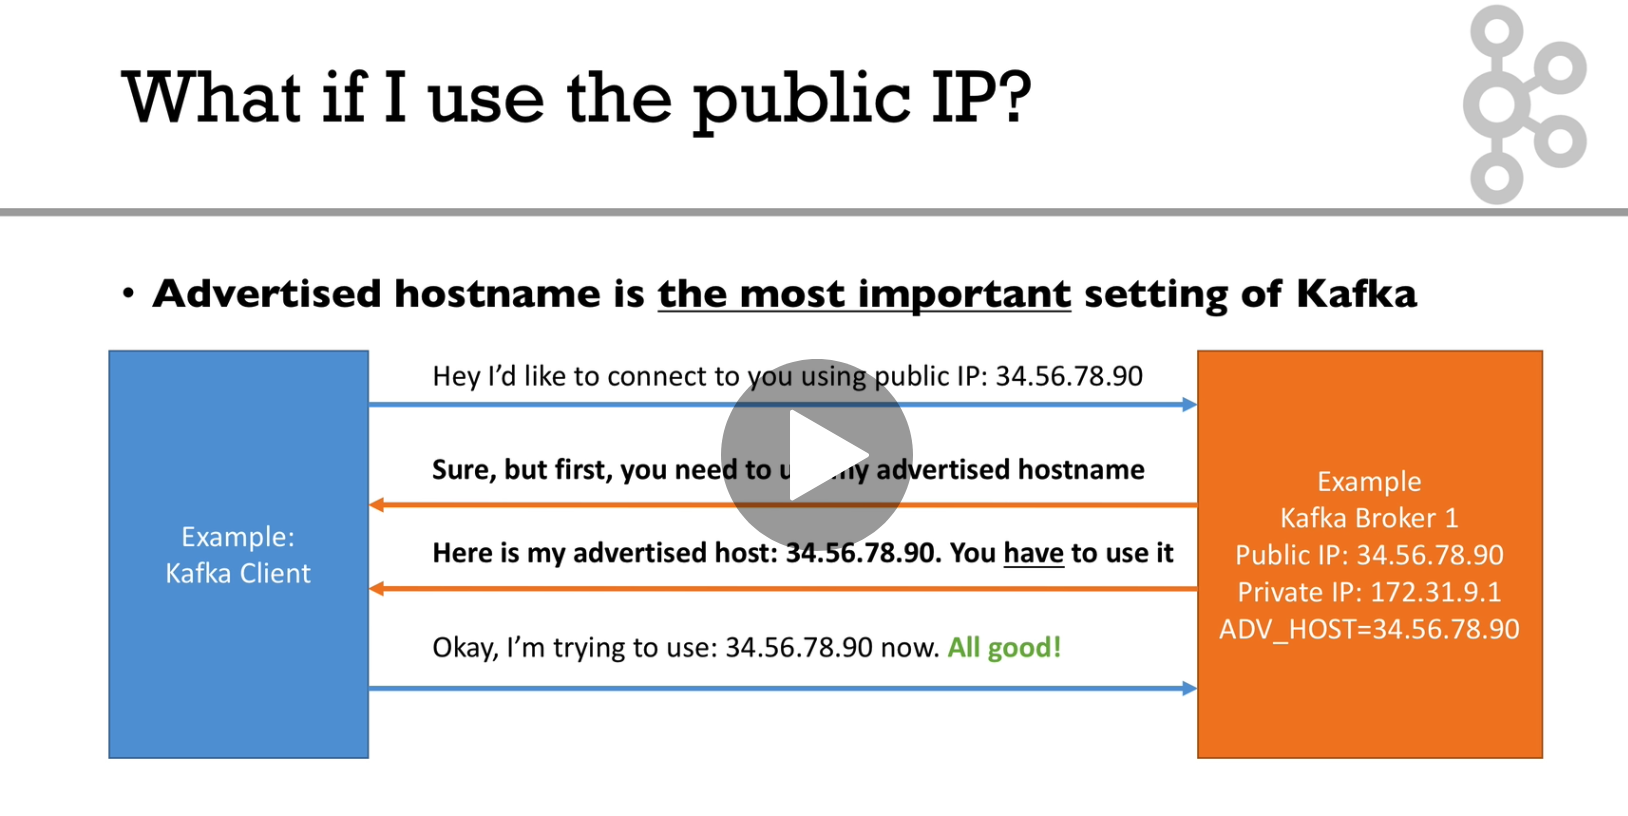 What if I use the public IP?
• Advertised hostname is the most important setting of Kafka
Hey I’d like to connect to you using public IP: 34.56.78.90
Sure, but first, you need to my advertised hostname
Here is my advertised host: 34.56.78.90. You have to use it
Okay, I’m trying to use: 34.56.78.90 now. All good!
Example:
Kafka Client
Example
Kafka Broker 1
Public IP: 34.56.78.90
Private IP: 172.31.9.1
ADV_HOST=34.56.78.90